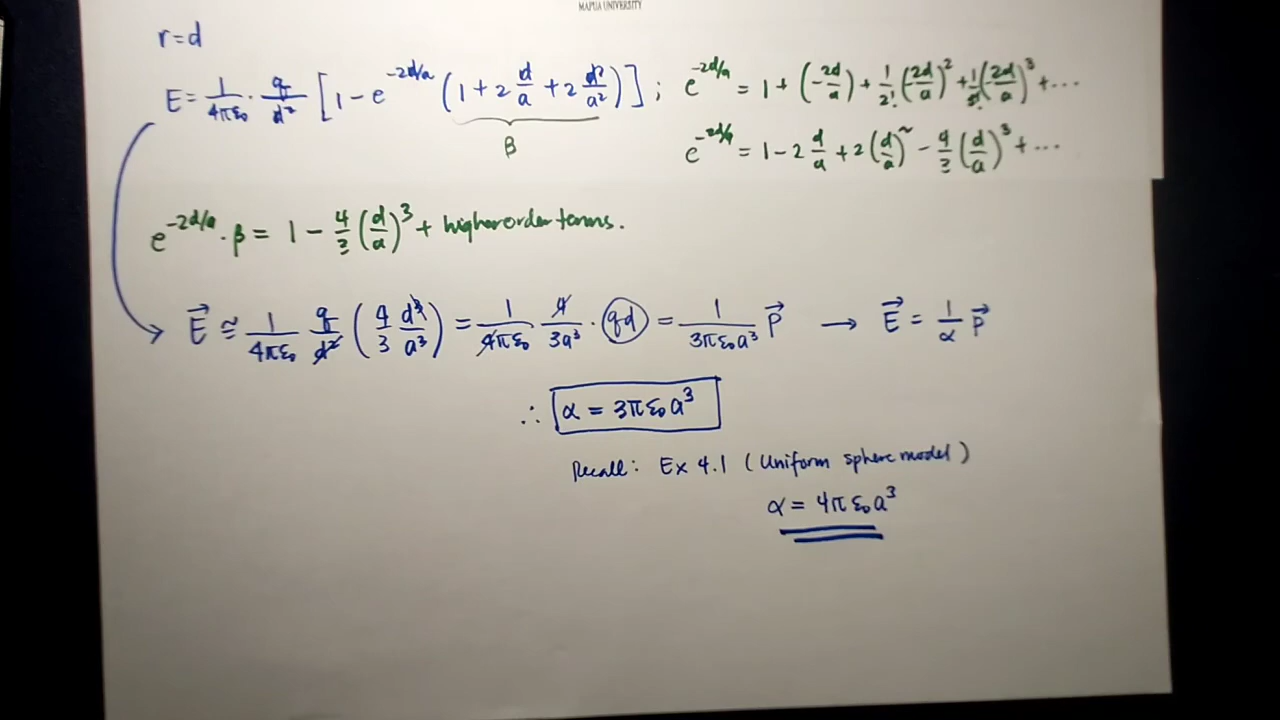 MAPUA UNIVERSITY
r=d
E = 1/4πε₀ · q/d² [1 - e^(-2d/a) (1 + 2 d/a + 2 d²/a²)] ; e^(-2d/a) = 1 + (-2d/a) + 1/2! (2d/a)² + 1/3! (2d/a)³ + ...
β
e^(-2d/a) = 1 - 2 d/a + 2 (d/a)² - 4/3 (d/a)³ + ...
e^(-2d/a) · β = 1 - 4/3 (d/a)³ + higher order terms.
E⃗ ≅ 1/4πε₀ q/d² (4/3 d³/a³) = 1/4πε₀ 4/3a³ · qd = 1/3πε₀a³ p⃗ → E⃗ = 1/α p⃗
∴ α = 3πε₀a³
Recall: Ex 4.1 (Uniform sphere model)
α = 4πε₀a³